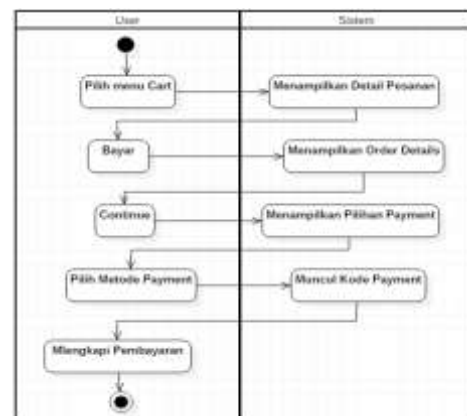 User
Sistem
Pilih menu Cart
Menampilkan Detail Pesanan
Bayar
Menampilkan Order Details
Continue
Menampilkan Pilihan Payment
Pilih Metode Payment
Muncul Kode Payment
Mlengkapi Pembayaran